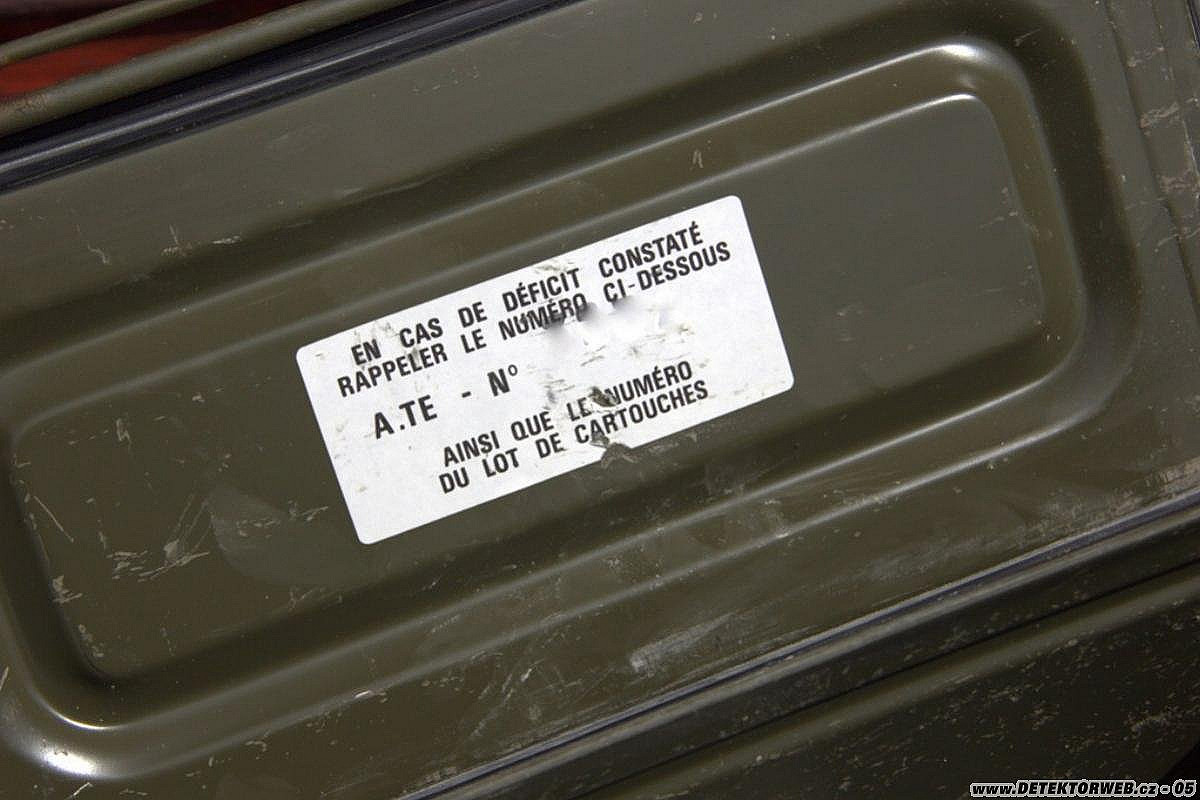 EN CAS DE DÉFICIT CONSTATÉ
RAPPELER LE NUMÉRO CI-DESSOUS
A.TE - N°
AINSI QUE LE NUMÉRO
DU LOT DE CARTOUCHES
www.DETEKTORWEB.cz - 05